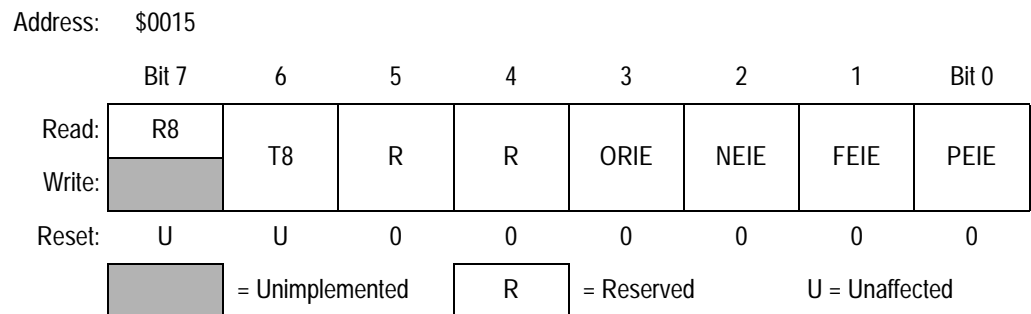 Address: $0015
Bit 7 6 5 4 3 2 1 Bit 0
Read: R8
T8 R R ORIE NEIE FEIE PEIE
Write:
Reset: U U 0 0 0 0 0 0
= Unimplemented R = Reserved U = Unaffected